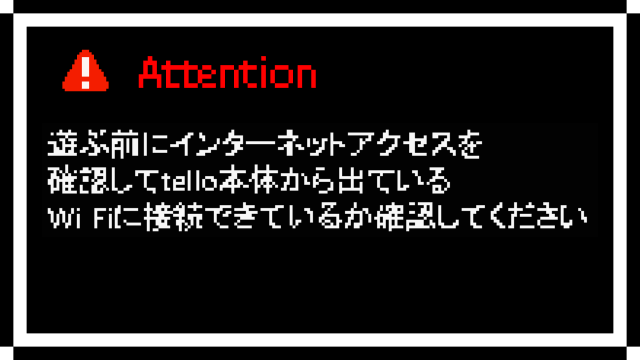 Attention
遊ぶ前にインターネットアクセスを
確認してtello本体から出ている
Wi Fiに接続できているか確認してください